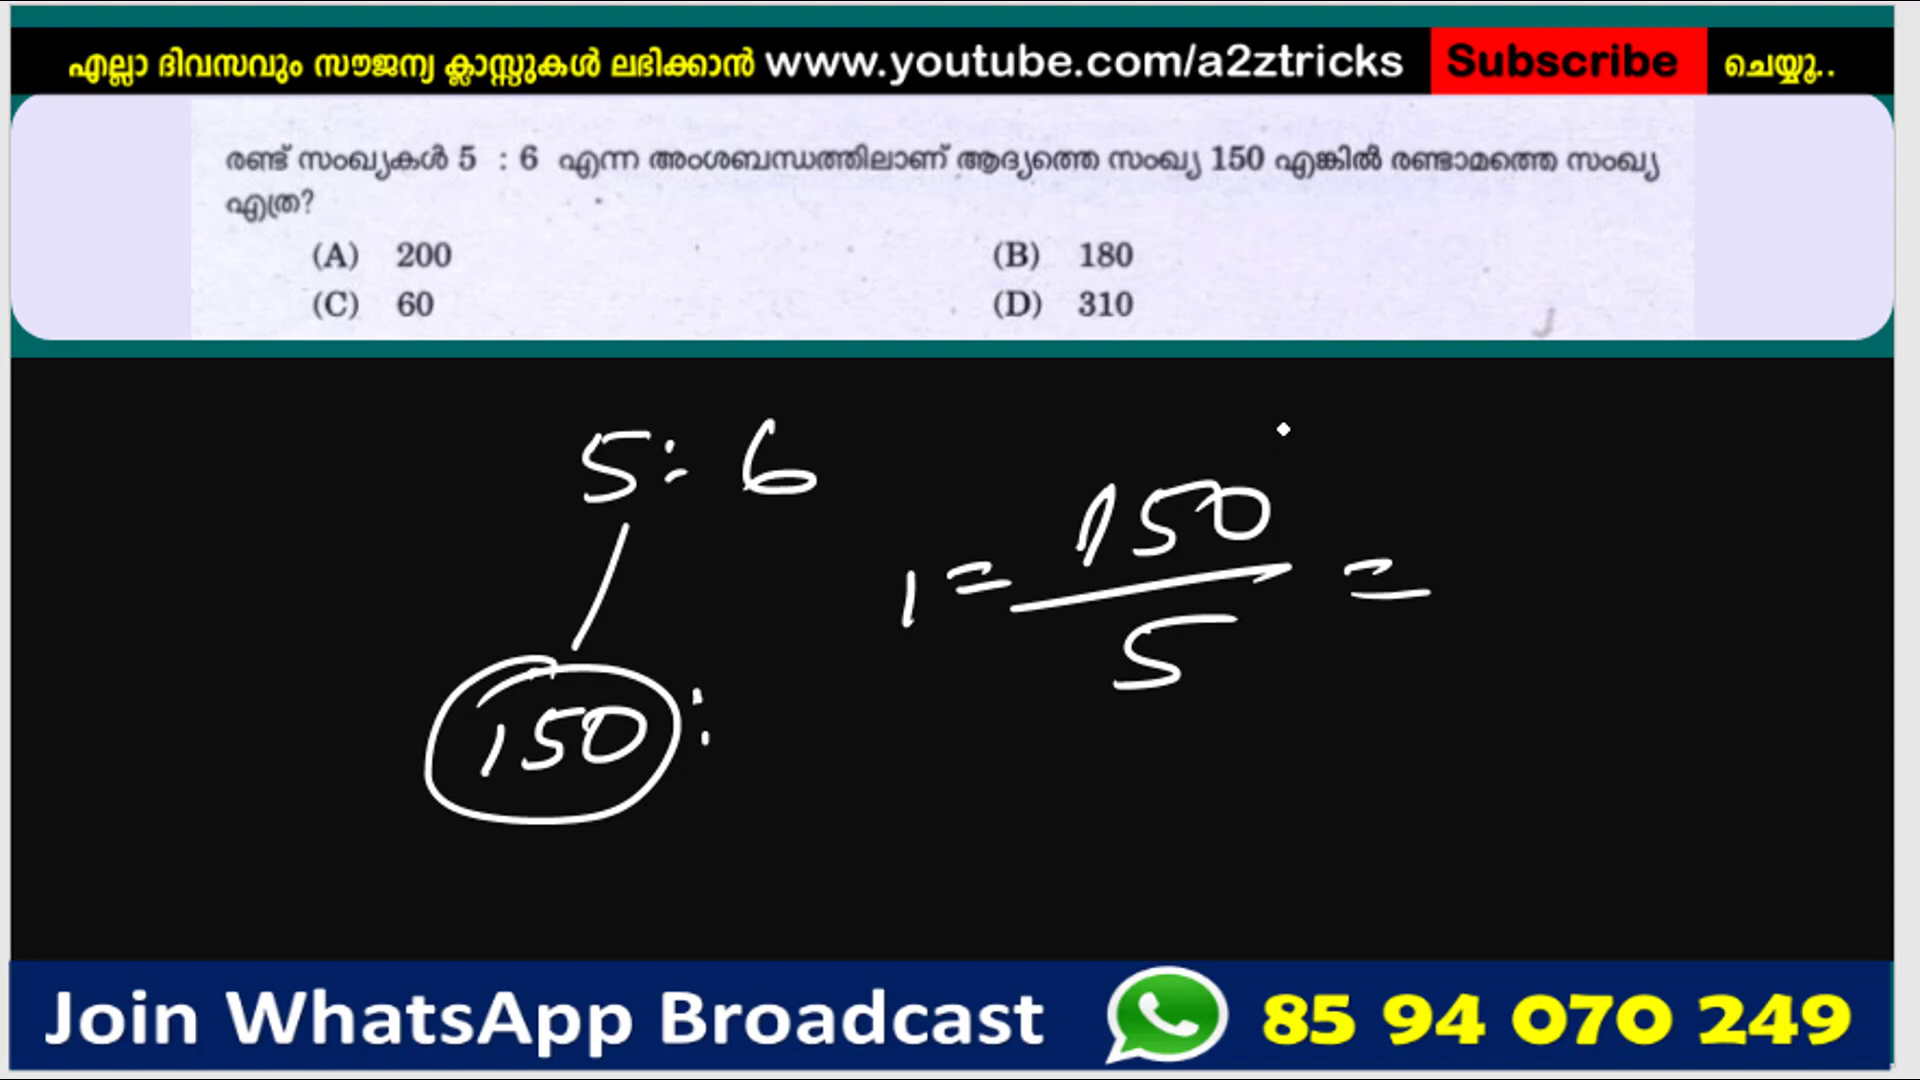 എല്ലാ ദിവസവും സൗജന്യ ക്ലാസ്സുകൾ ലഭിക്കാൻ www.youtube.com/a2ztricks Subscribe ചെയ്യൂ..
രണ്ട് സംഖ്യകൾ 5 : 6 എന്ന അംശബന്ധത്തിലാണ് ആദ്യത്തെ സംഖ്യ 150 എങ്കിൽ രണ്ടാമത്തെ സംഖ്യ
എത്ര?
(A) 200 (B) 180
(C) 60 (D) 310
5 : 6
150
1 = =
5
150 :
Join WhatsApp Broadcast 85 94 070 249